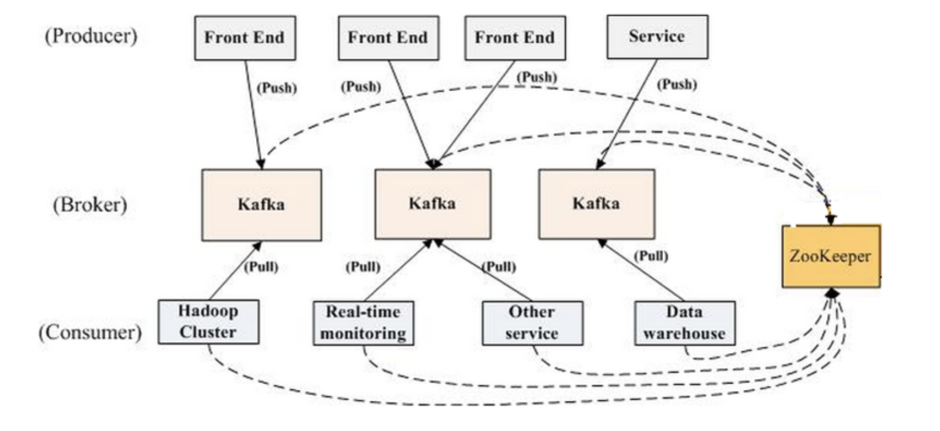 (Producer)
Front End
Front End
Front End
Service
(Push)
(Push)
(Push)
(Push)
(Broker)
Kafka
Kafka
Kafka
ZooKeeper
(Pull)
(Pull)
(Pull)
(Pull)
(Consumer)
Hadoop
Cluster
Real-time
monitoring
Other
service
Data
warehouse